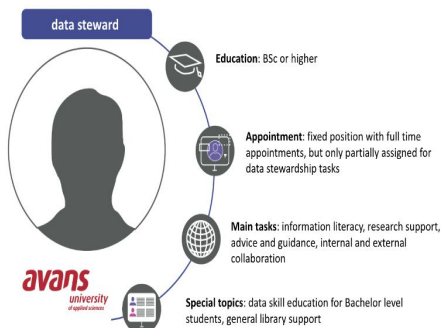 data steward
Education: BSc or higher
Appointment: fixed position with full time
appointments, but only partially assigned for
data stewardship tasks
Main tasks: information literacy, research support,
advice and guidance, internal and external
collaboration
avans
university
of applied sciences
Special topics: data skill education for Bachelor level
students, general library support